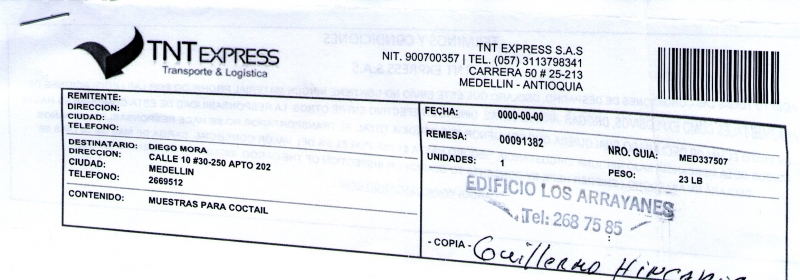 TNT EXPRESS
Transporte & Logística
TNT EXPRESS S.A.S
NIT. 900700357 | TEL. (057) 3113798341
CARRERA 50 # 25-213
MEDELLIN - ANTIOQUIA
REMITENTE:
DIRECCION:
CIUDAD:
TELEFONO:
DESTINATARIO: DIEGO MORA
DIRECCION: CALLE 10 #30-250 APTO 202
CIUDAD: MEDELLIN
TELEFONO: 2669512
CONTENIDO: MUESTRAS PARA COCTAIL
FECHA: 0000-00-00
REMESA: 00091382 NRO. GUIA: MED337507
UNIDADES: 1 PESO: 23 LB
EDIFICIO LOS ARRAYANES
Tel: 268 75 85
- COPIA - Guillermo